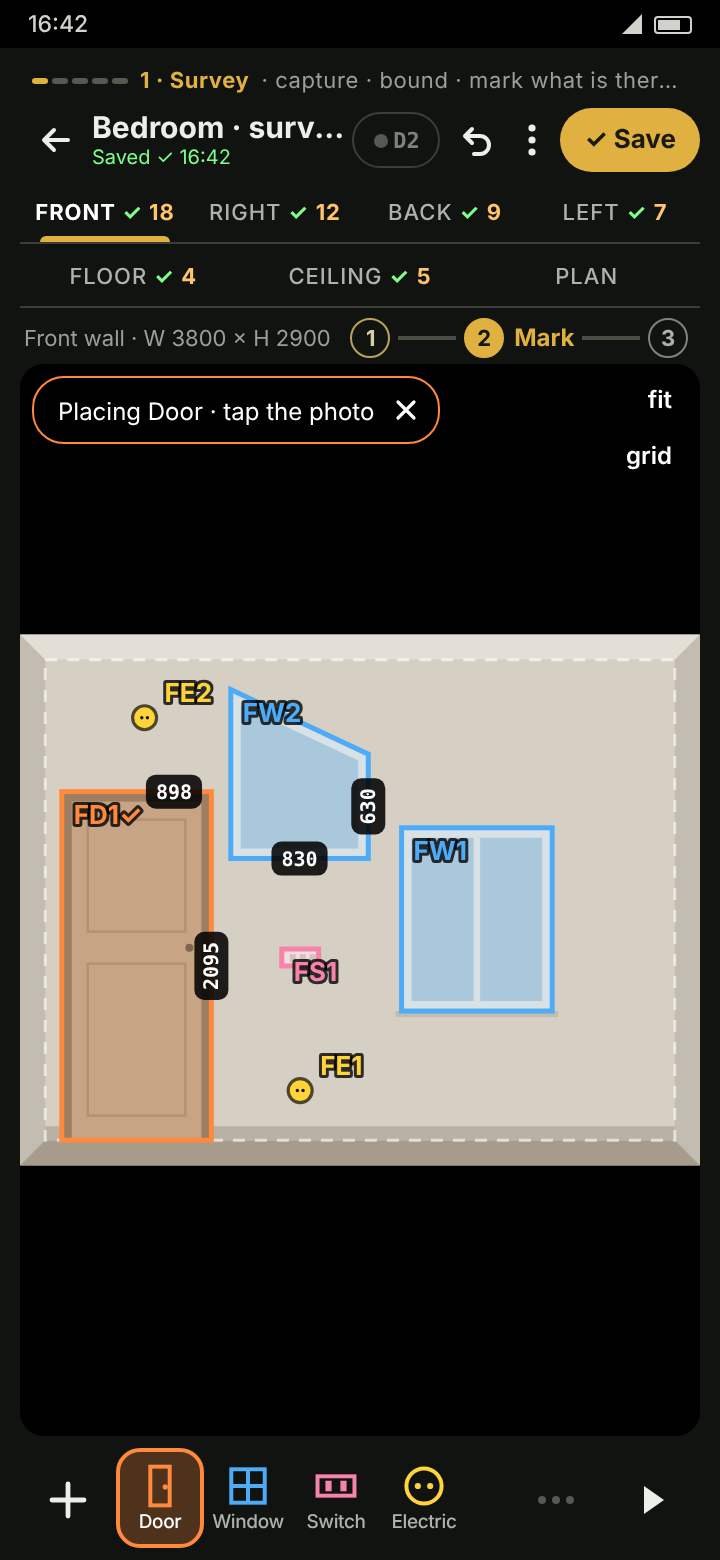 16:42
1 · Survey · capture · bound · mark what is ther…
Bedroom · surv…
Saved ✓ 16:42
D2
✓ Save
FRONT ✓ 18
RIGHT ✓ 12
BACK ✓ 9
LEFT ✓ 7
FLOOR ✓ 4
CEILING ✓ 5
PLAN
Front wall · W 3800 × H 2900
1
2 Mark
3
Placing Door · tap the photo
fit
grid
FE2
FW2
898
630
FD1✓
830
FW1
2095
FS1
FE1
Door
Window
Switch
Electric